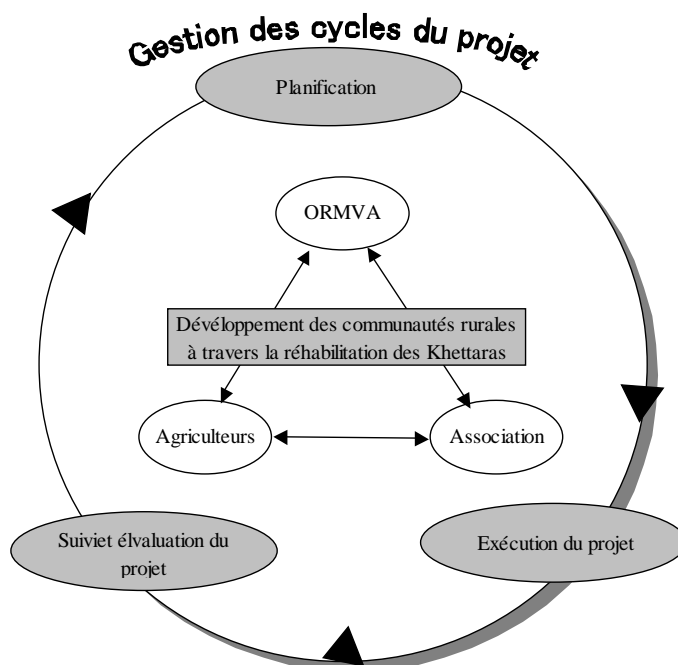 Gestion des cycles du projet
Planification
ORMVA
Dévéloppement des communautés rurales
à travers la réhabilitation des Khettaras
Agriculteurs
Association
Suiviet élvaluation du
projet
Exécution du projet